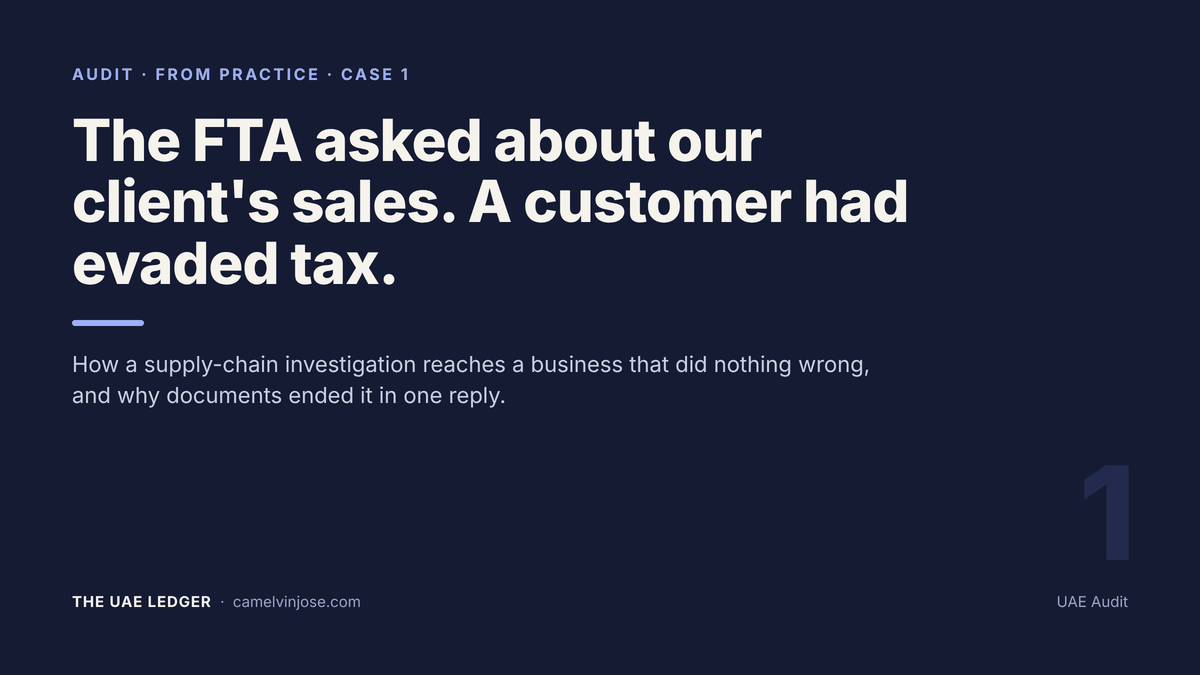 AUDIT · FROM PRACTICE · CASE 1
The FTA asked about our
client's sales. A customer had
evaded tax.
How a supply-chain investigation reaches a business that did nothing wrong,
and why documents ended it in one reply.
1
THE UAE LEDGER · camelvinjose.com
UAE Audit